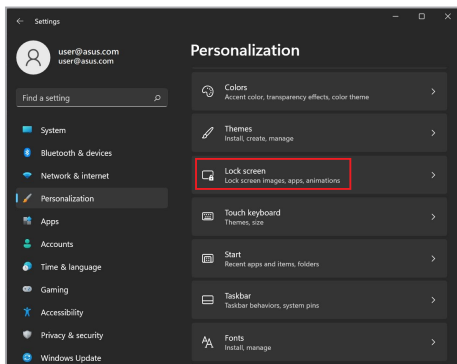 Settings
user@asus.com
user@asus.com
Find a setting
System
Bluetooth & devices
Network & internet
Personalization
Apps
Accounts
Time & language
Gaming
Accessibility
Privacy & security
Windows Update
Personalization
Colors
Accent color, transparency effects, color theme
Themes
Install, create, manage
Lock screen
Lock screen images, apps, animations
Touch keyboard
Themes, size
Start
Recent apps and items, folders
Taskbar
Taskbar behaviors, system pins
Fonts
Install, manage